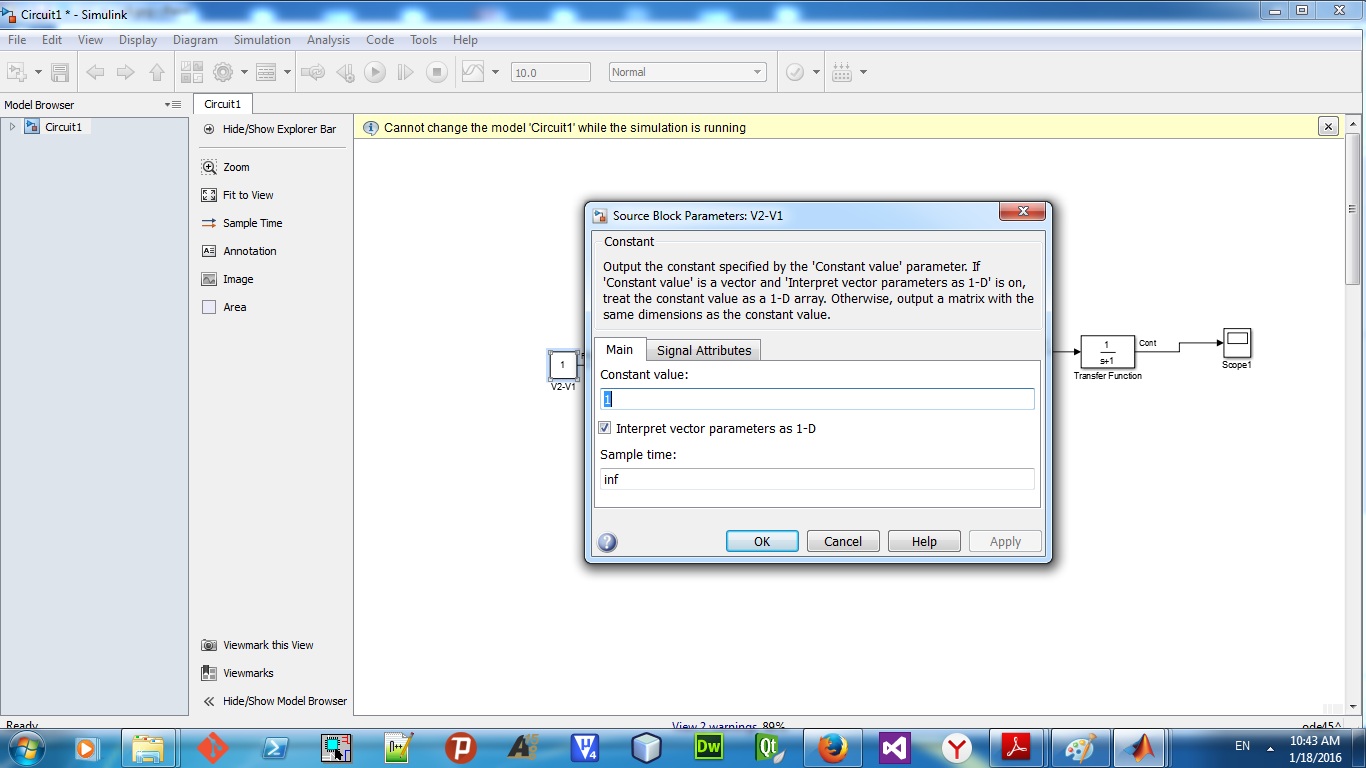 Circuit1 * - Simulink
File Edit View Display Diagram Simulation Analysis Code Tools Help
10.0 Normal
Model Browser
Circuit1
Circuit1
Hide/Show Explorer Bar
Cannot change the model 'Circuit1' while the simulation is running
Zoom
Fit to View
Sample Time
Annotation
Image
Area
Source Block Parameters: V2-V1
Constant
Output the constant specified by the 'Constant value' parameter. If
'Constant value' is a vector and 'Interpret vector parameters as 1-D' is on,
treat the constant value as a 1-D array. Otherwise, output a matrix with the
same dimensions as the constant value.
Main Signal Attributes
Constant value:
1
Interpret vector parameters as 1-D
Sample time:
inf
OK Cancel Help Apply
1
V2-V1
1
s+1
Cont
Transfer Function
Scope1
Viewmark this View
Viewmarks
Hide/Show Model Browser
Ready View 2 warnings 89% ode45
N++
Dw
Qt
EN
10:43 AM
1/18/2016